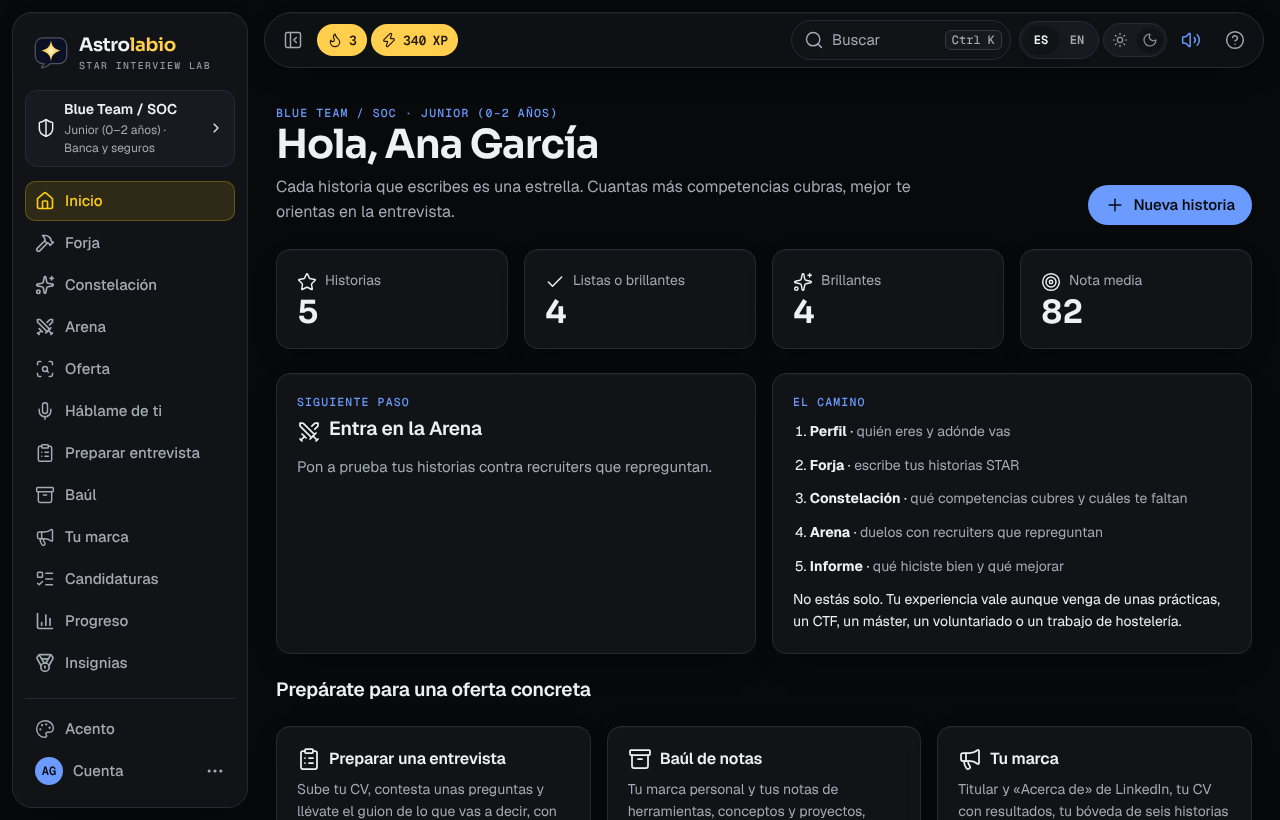 Astrolabio
STAR INTERVIEW LAB
Blue Team / SOC
Junior (0–2 años) ·
Banca y seguros
Inicio
Forja
Constelación
Arena
Oferta
Háblame de ti
Preparar entrevista
Baúl
Tu marca
Candidaturas
Progreso
Insignias
Acento
AG Cuenta
3 340 XP
Buscar Ctrl K
ES EN
BLUE TEAM / SOC · JUNIOR (0–2 AÑOS)
Hola, Ana García
Cada historia que escribes es una estrella. Cuantas más competencias cubras, mejor te
orientas en la entrevista.
Nueva historia
Historias
5
Listas o brillantes
4
Brillantes
4
Nota media
82
SIGUIENTE PASO
Entra en la Arena
Pon a prueba tus historias contra recruiters que repreguntan.
EL CAMINO
1. Perfil · quién eres y adónde vas
2. Forja · escribe tus historias STAR
3. Constelación · qué competencias cubres y cuáles te faltan
4. Arena · duelos con recruiters que repreguntan
5. Informe · qué hiciste bien y qué mejorar
No estás solo. Tu experiencia vale aunque venga de unas prácticas,
un CTF, un máster, un voluntariado o un trabajo de hostelería.
Prepárate para una oferta concreta
Preparar una entrevista
Sube tu CV, contesta unas preguntas y
llévate el guion de lo que vas a decir, con
Baúl de notas
Tu marca personal y tus notas de
herramientas, conceptos y proyectos,
Tu marca
Titular y «Acerca de» de LinkedIn, tu CV
con resultados, tu bóveda de seis historias